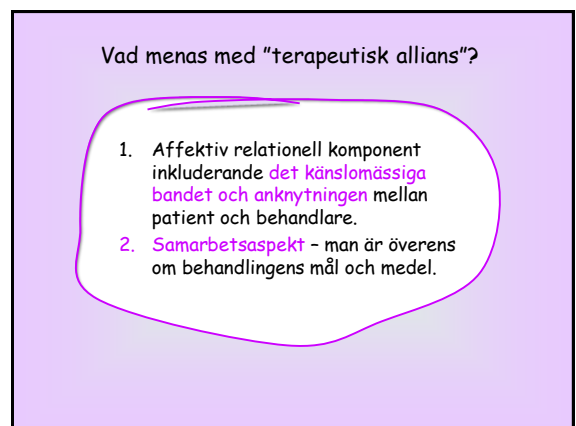 Vad menas med ”terapeutisk allians”?
1. Affektiv relationell komponent
inkluderande det känslomässiga
bandet och anknytningen mellan
patient och behandlare.
2. Samarbetsaspekt – man är överens
om behandlingens mål och medel.